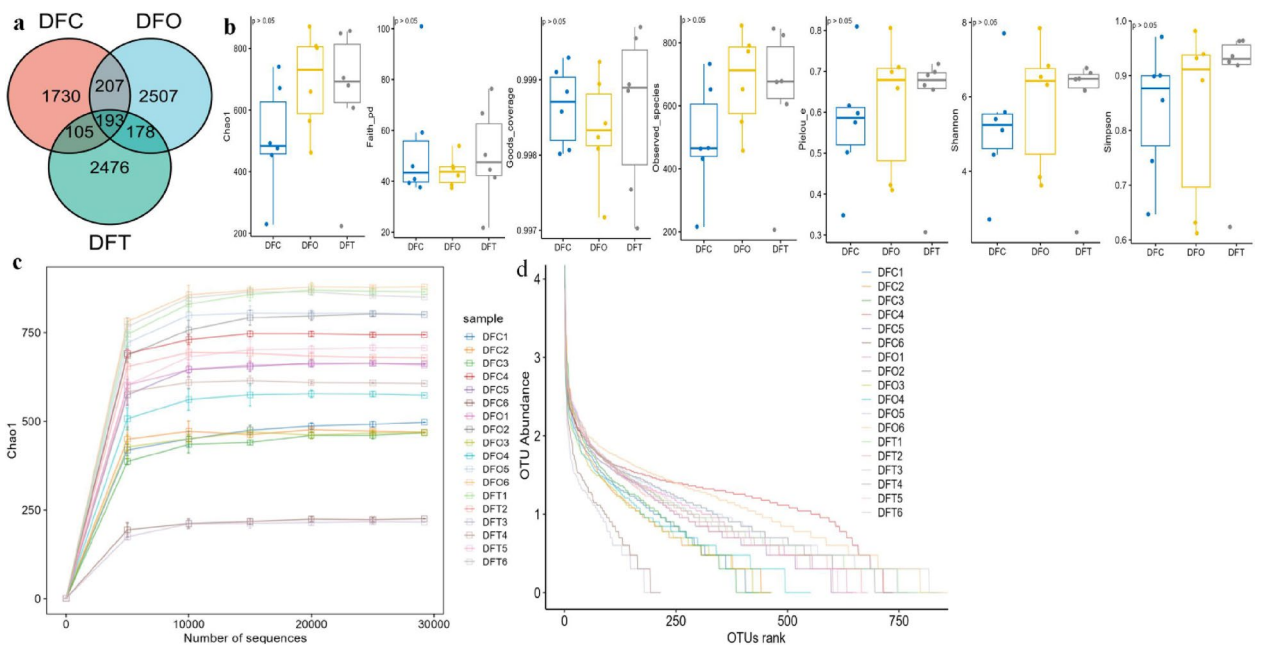 a
DFC
DFO
1730
207
2507
193
105
178
2476
DFT
b
p > 0.05
Chao1
800
600
400
200
DFC
DFO
DFT
p > 0.05
Faith_pd
100
80
60
40
20
DFC
DFO
DFT
p > 0.05
Goods_coverage
0.999
0.998
0.997
DFC
DFO
DFT
p > 0.05
Observed_species
800
600
400
200
DFC
DFO
DFT
p > 0.05
Pielou_e
0.8
0.7
0.6
0.5
0.4
0.3
DFC
DFO
DFT
p > 0.05
Shannon
8
6
4
DFC
DFO
DFT
p > 0.05
Simpson
1.0
0.9
0.8
0.7
0.6
DFC
DFO
DFT
c
Chao1
750
500
250
0
0
10000
20000
30000
Number of sequences
sample
DFC1
DFC2
DFC3
DFC4
DFC5
DFC6
DFO1
DFO2
DFO3
DFO4
DFO5
DFO6
DFT1
DFT2
DFT3
DFT4
DFT5
DFT6
d
OTU Abundance
4
3
2
1
0
0
250
500
750
OTUs rank
DFC1
DFC2
DFC3
DFC4
DFC5
DFC6
DFO1
DFO2
DFO3
DFO4
DFO5
DFO6
DFT1
DFT2
DFT3
DFT4
DFT5
DFT6